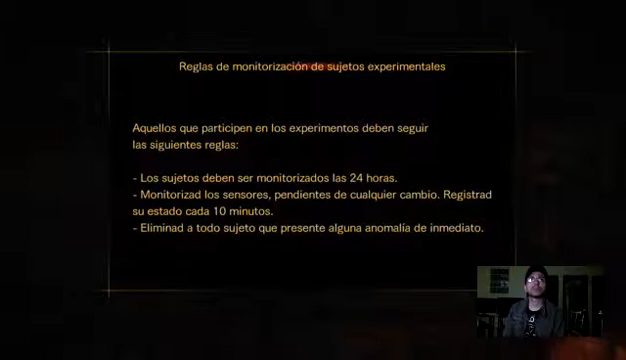 Reglas de monitorización de sujetos experimentales
Aquellos que participen en los experimentos deben seguir
las siguientes reglas:
- Los sujetos deben ser monitorizados las 24 horas.
- Monitorizad los sensores, pendientes de cualquier cambio. Registrad
su estado cada 10 minutos.
- Eliminad a todo sujeto que presente alguna anomalía de inmediato.